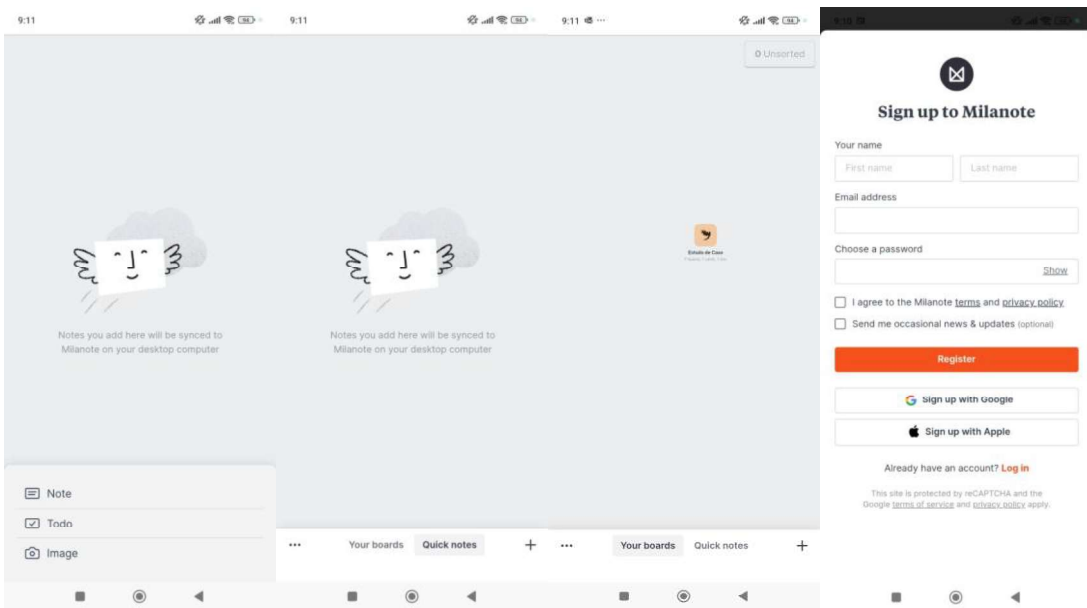 9:11
94
Notes you add here will be synced to
Milanote on your desktop computer
Note
Todo
Image
9:11
94
Notes you add here will be synced to
Milanote on your desktop computer
Your boards Quick notes
9:11
94
0 Unsorted
Estudo de Caso
Your boards Quick notes
Sign up to Milanote
Your name
First name Last name
Email address
Choose a password
Show
I agree to the Milanote terms and privacy policy
Send me occasional news & updates (optional)
Register
Sign up with Google
Sign up with Apple
Already have an account? Log in
This site is protected by reCAPTCHA and the
Google terms of service and privacy policy apply.